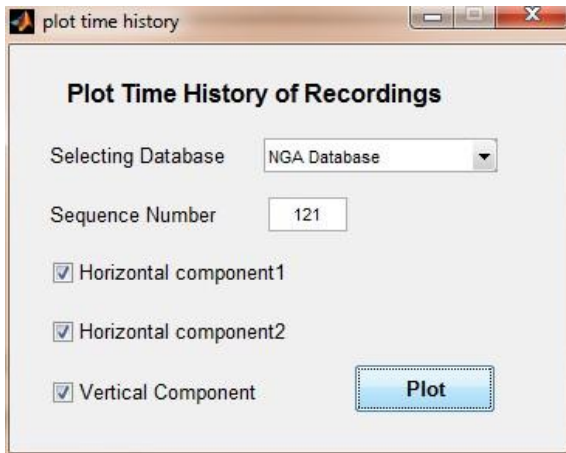 plot time history
Plot Time History of Recordings
Selecting Database NGA Database
Sequence Number 121
Horizontal component1
Horizontal component2
Vertical Component Plot